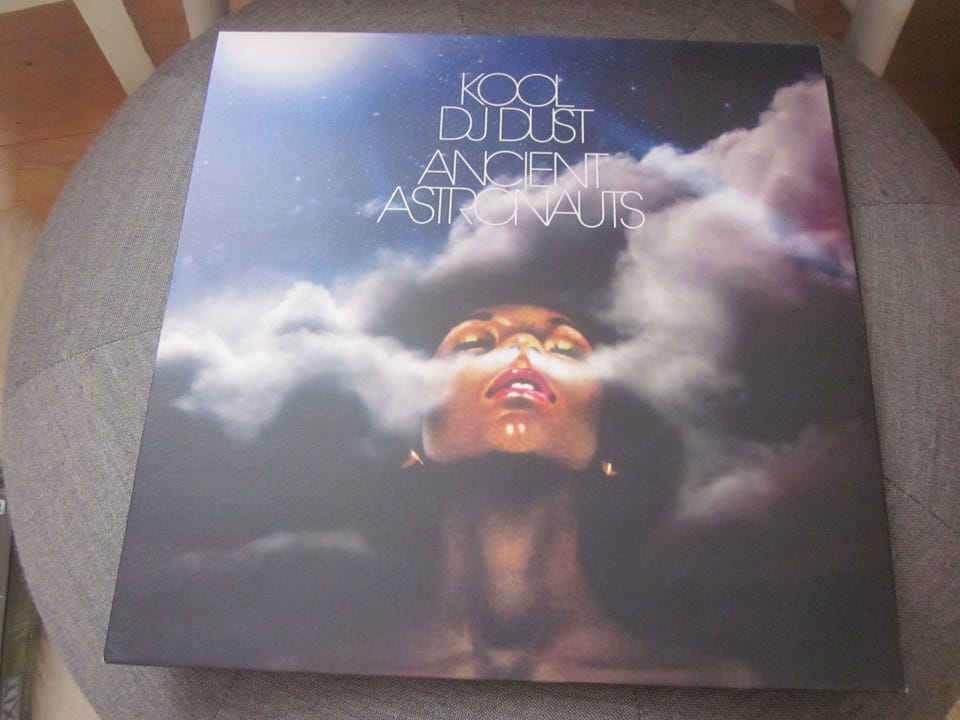 KOOL
DJ DUST
ANCIENT
ASTRONAUTS